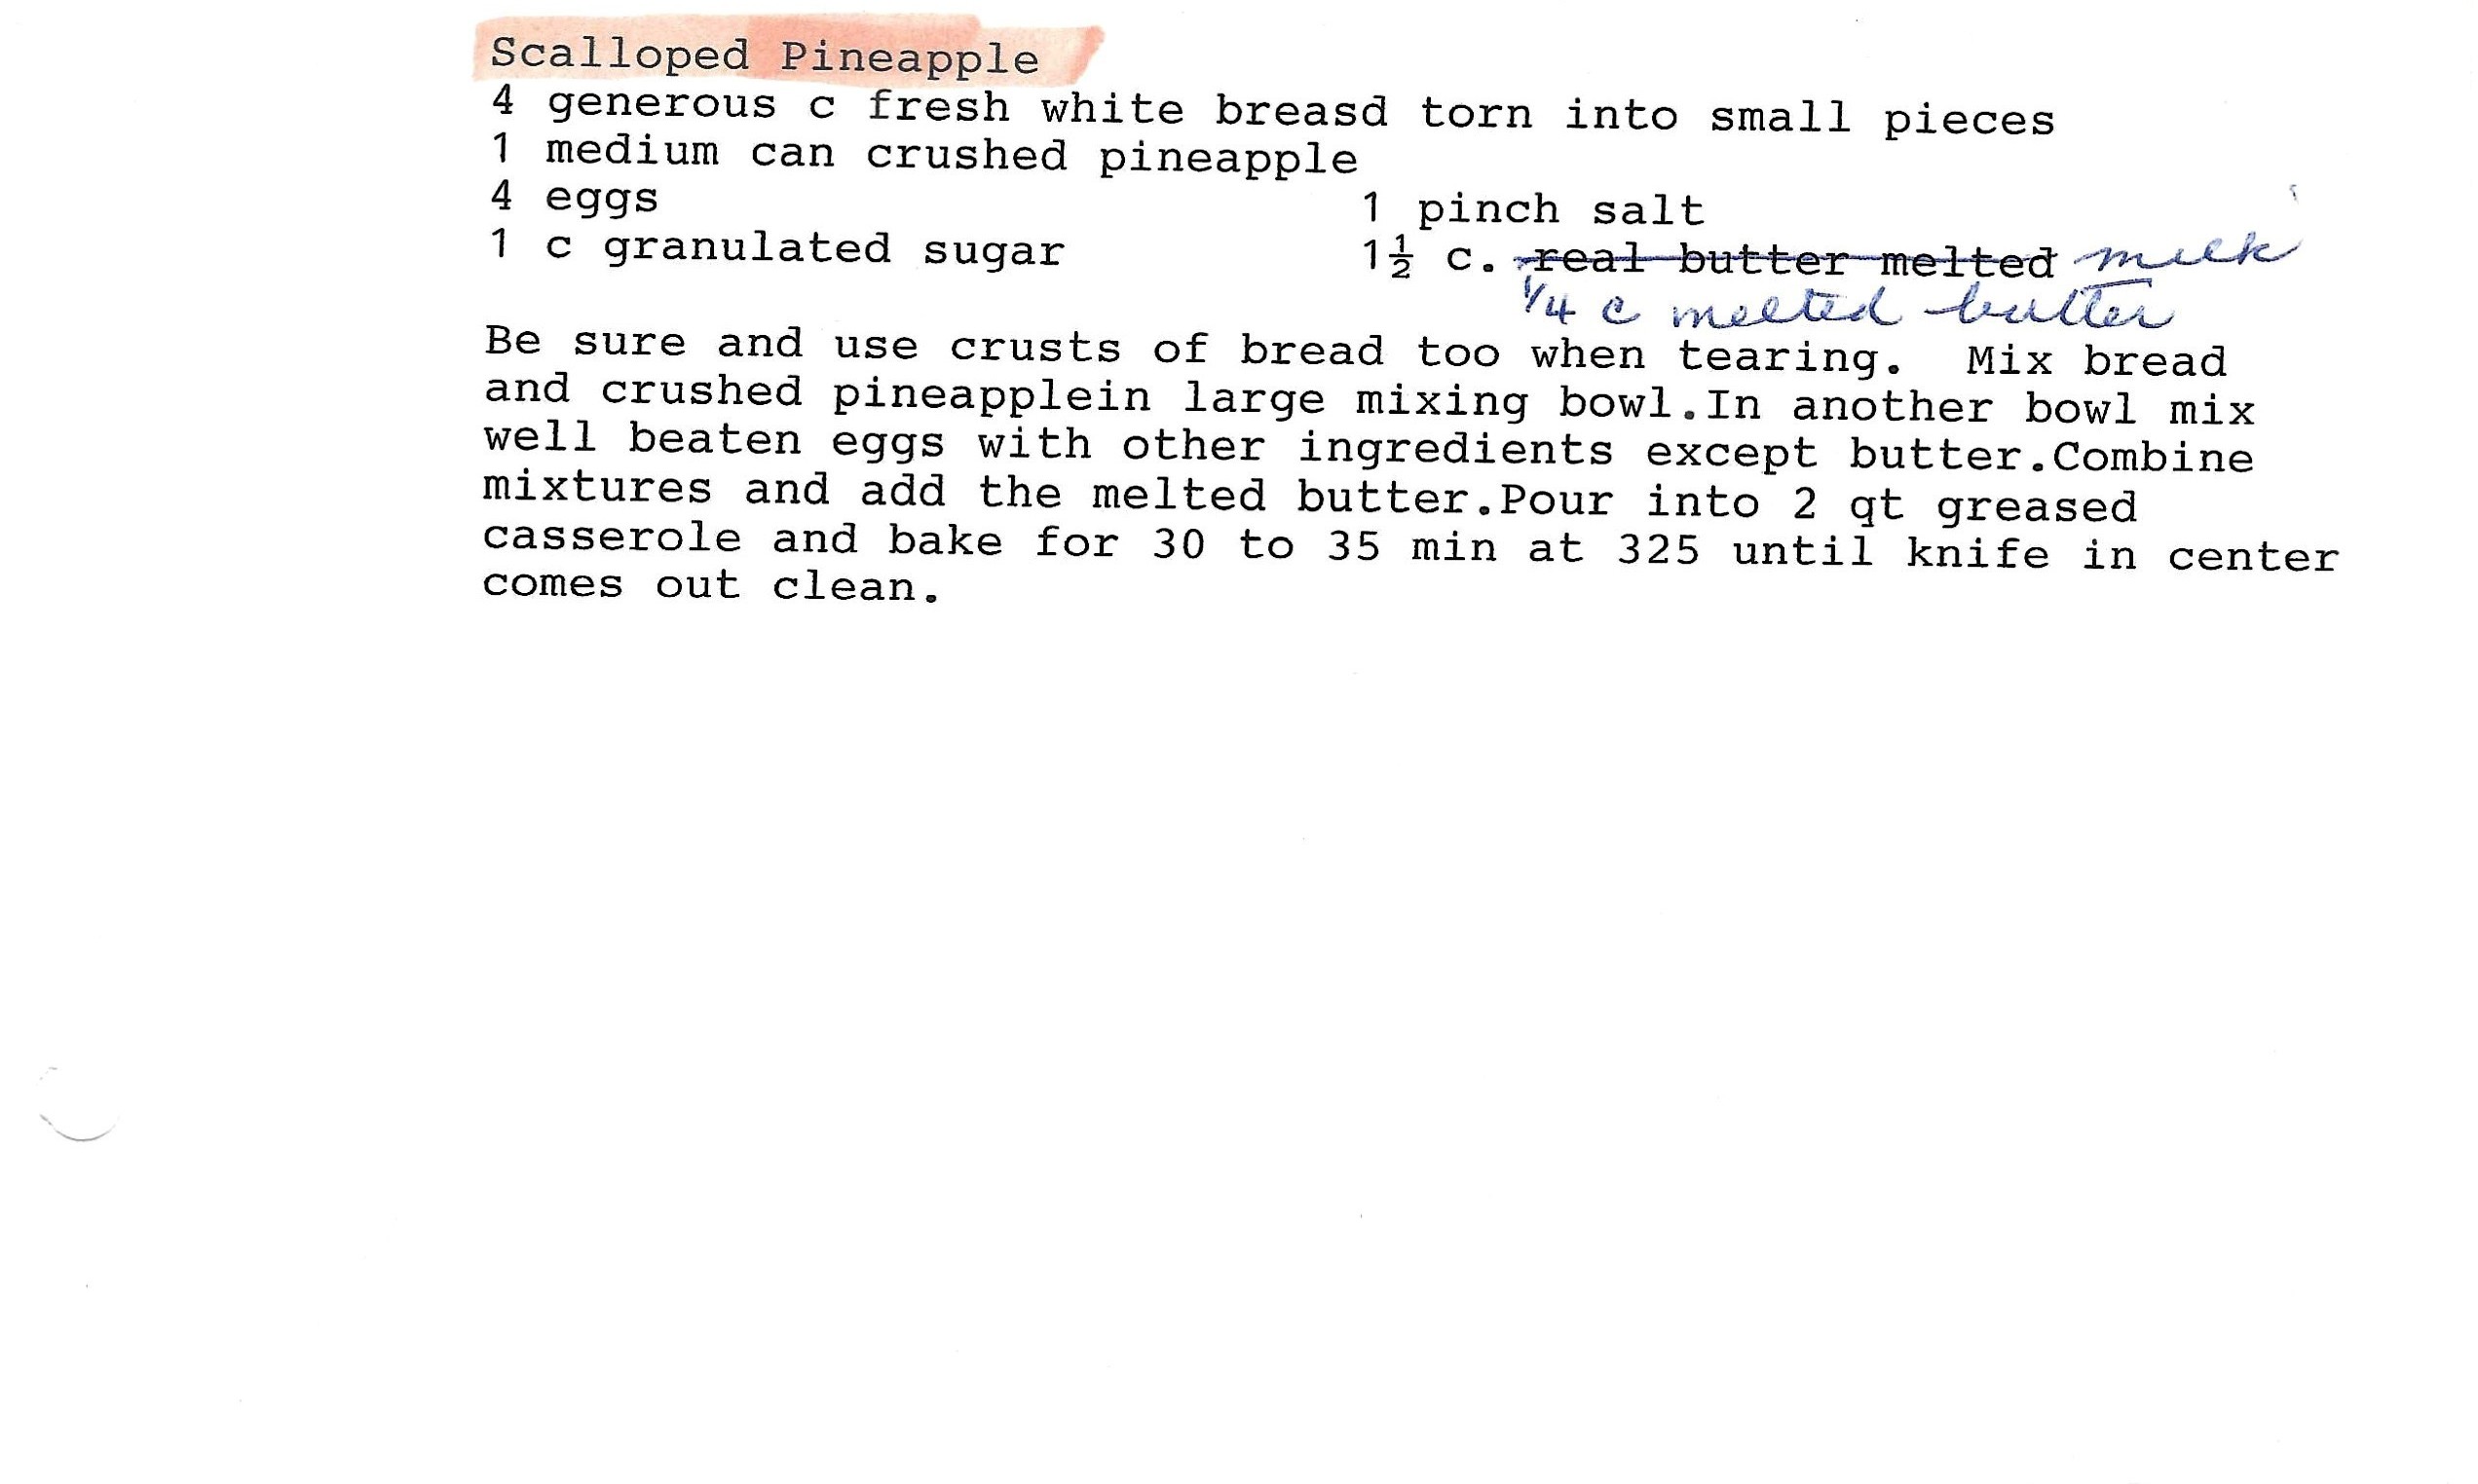 Scalloped Pineapple
4 generous c fresh white breasd torn into small pieces
1 medium can crushed pineapple
4 eggs 1 pinch salt
1 c granulated sugar 1½ c. real butter melted milk
1/4 c melted butter
Be sure and use crusts of bread too when tearing. Mix bread
and crushed pineapplein large mixing bowl.In another bowl mix
well beaten eggs with other ingredients except butter.Combine
mixtures and add the melted butter.Pour into 2 qt greased
casserole and bake for 30 to 35 min at 325 until knife in center
comes out clean.